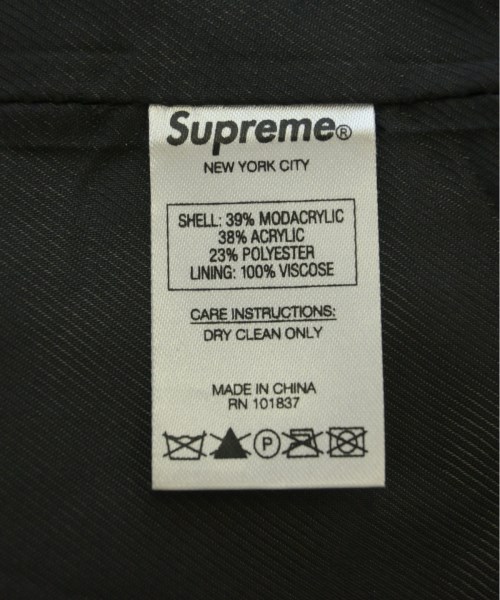 Supreme®
NEW YORK CITY
SHELL: 39% MODACRYLIC
38% ACRYLIC
23% POLYESTER
LINING: 100% VISCOSE
CARE INSTRUCTIONS:
DRY CLEAN ONLY
MADE IN CHINA
RN 101837
P